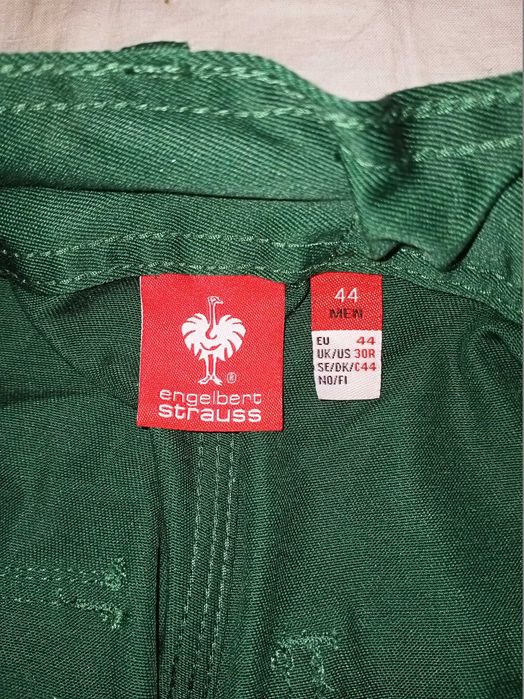 engelbert
strauss
®
44
MEN
EU 44
UK/US 30R
SE/DK/C44
NO/FI